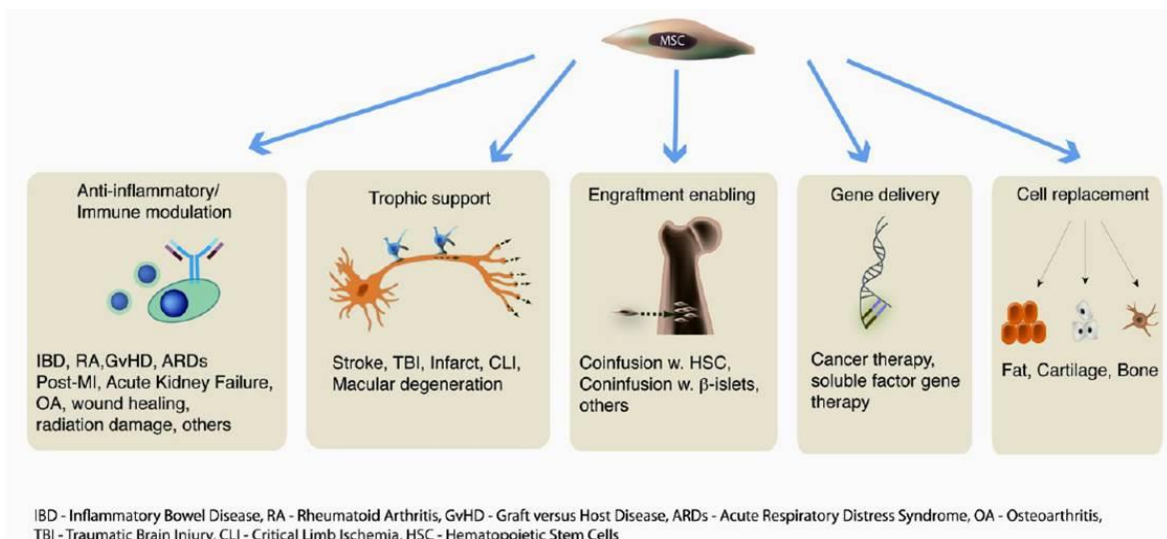 MSC
Anti-inflammatory/
Immune modulation
IBD, RA,GvHD, ARDs
Post-MI, Acute Kidney Failure,
OA, wound healing,
radiation damage, others
Trophic support
Stroke, TBI, Infarct, CLI,
Macular degeneration
Engraftment enabling
Coinfusion w. HSC,
Coninfusion w. β-islets,
others
Gene delivery
Cancer therapy,
soluble factor gene
therapy
Cell replacement
Fat, Cartilage, Bone
IBD - Inflammatory Bowel Disease, RA - Rheumatoid Arthritis, GvHD - Graft versus Host Disease, ARDs - Acute Respiratory Distress Syndrome, OA - Osteoarthritis,
TBI - Traumatic Brain Injury, CLI - Critical Limb Ischemia, HSC - Hematopoietic Stem Cells